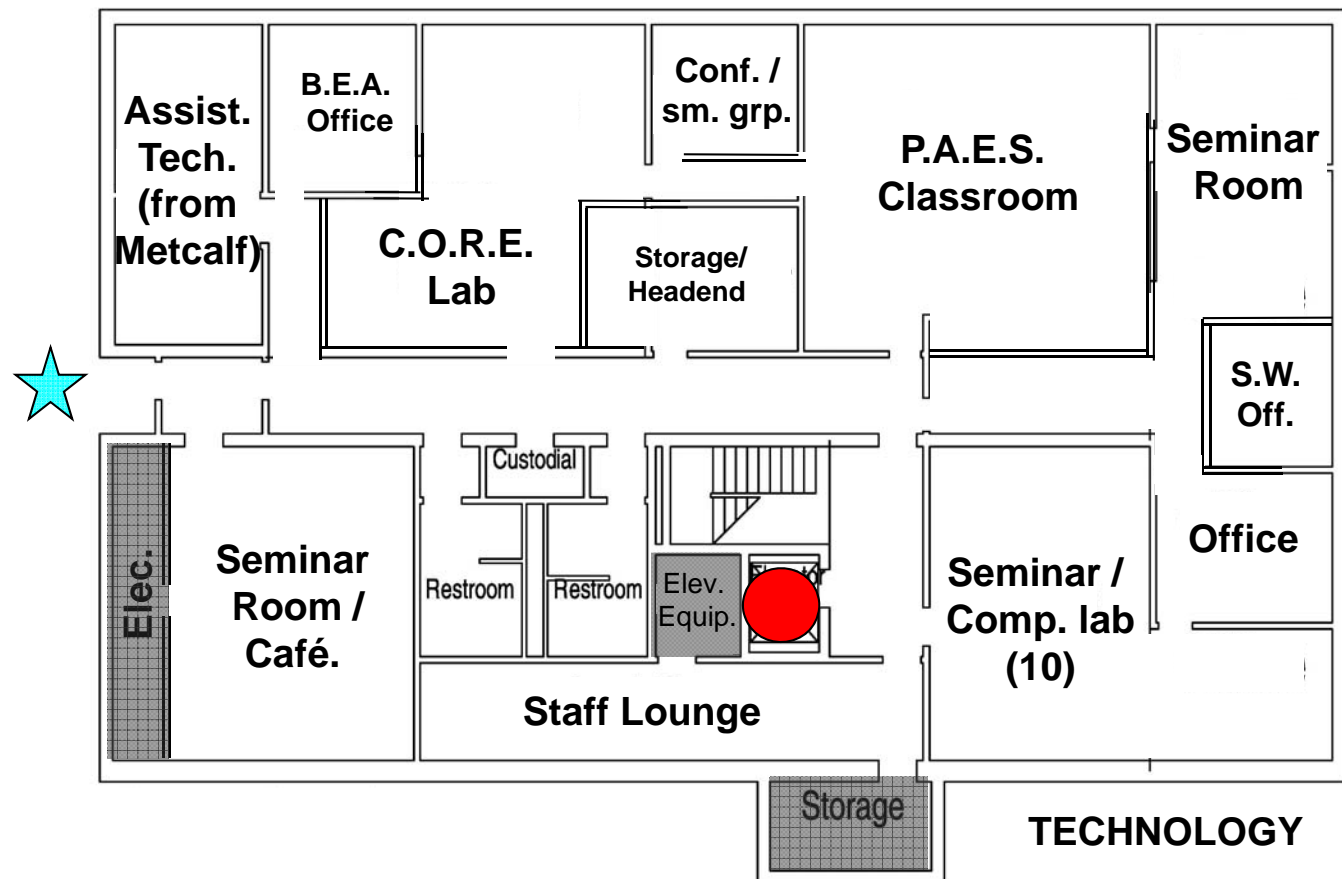 Assist.
Tech.
(from
Metcalf)
B.E.A.
Office
C.O.R.E.
Lab
Conf. /
sm. grp.
Storage/
Headend
P.A.E.S.
Classroom
Seminar
Room
S.W.
Off.
Elec.
Seminar
Room /
Café.
Custodial
Restroom
Restroom
Elev.
Equip.
Seminar /
Comp. lab
(10)
Office
Staff Lounge
Storage
TECHNOLOGY